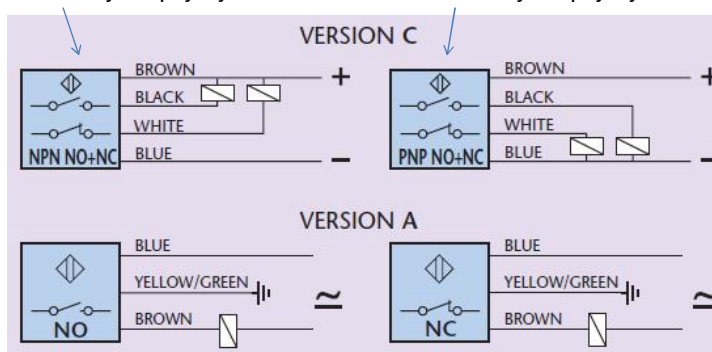 VERSION C
BROWN
BLACK
WHITE
BLUE
NPN NO+NC
+
−
BROWN
BLACK
WHITE
BLUE
PNP NO+NC
+
−
VERSION A
BLUE
YELLOW/GREEN
BROWN
NO
≃
BLUE
YELLOW/GREEN
BROWN
NC
≃